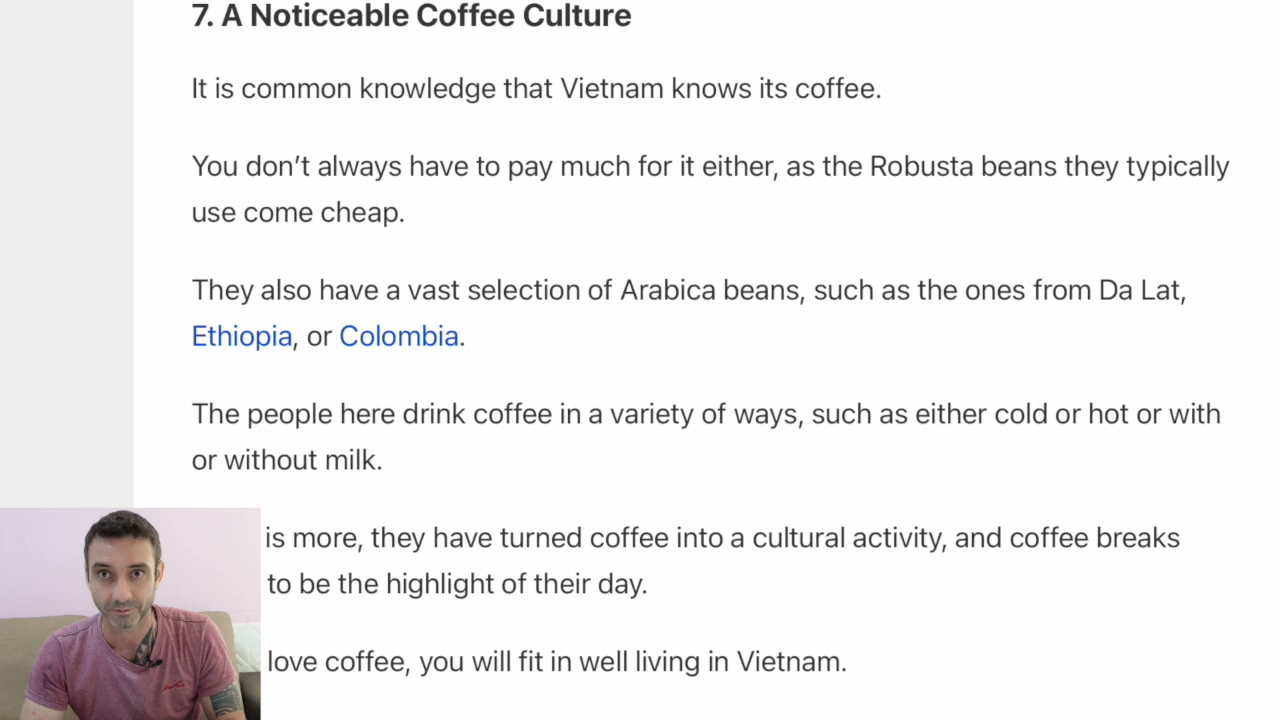 7. A Noticeable Coffee Culture
It is common knowledge that Vietnam knows its coffee.
You don’t always have to pay much for it either, as the Robusta beans they typically
use come cheap.
They also have a vast selection of Arabica beans, such as the ones from Da Lat,
Ethiopia, or Colombia.
The people here drink coffee in a variety of ways, such as either cold or hot or with
or without milk.
is more, they have turned coffee into a cultural activity, and coffee breaks
to be the highlight of their day.
love coffee, you will fit in well living in Vietnam.